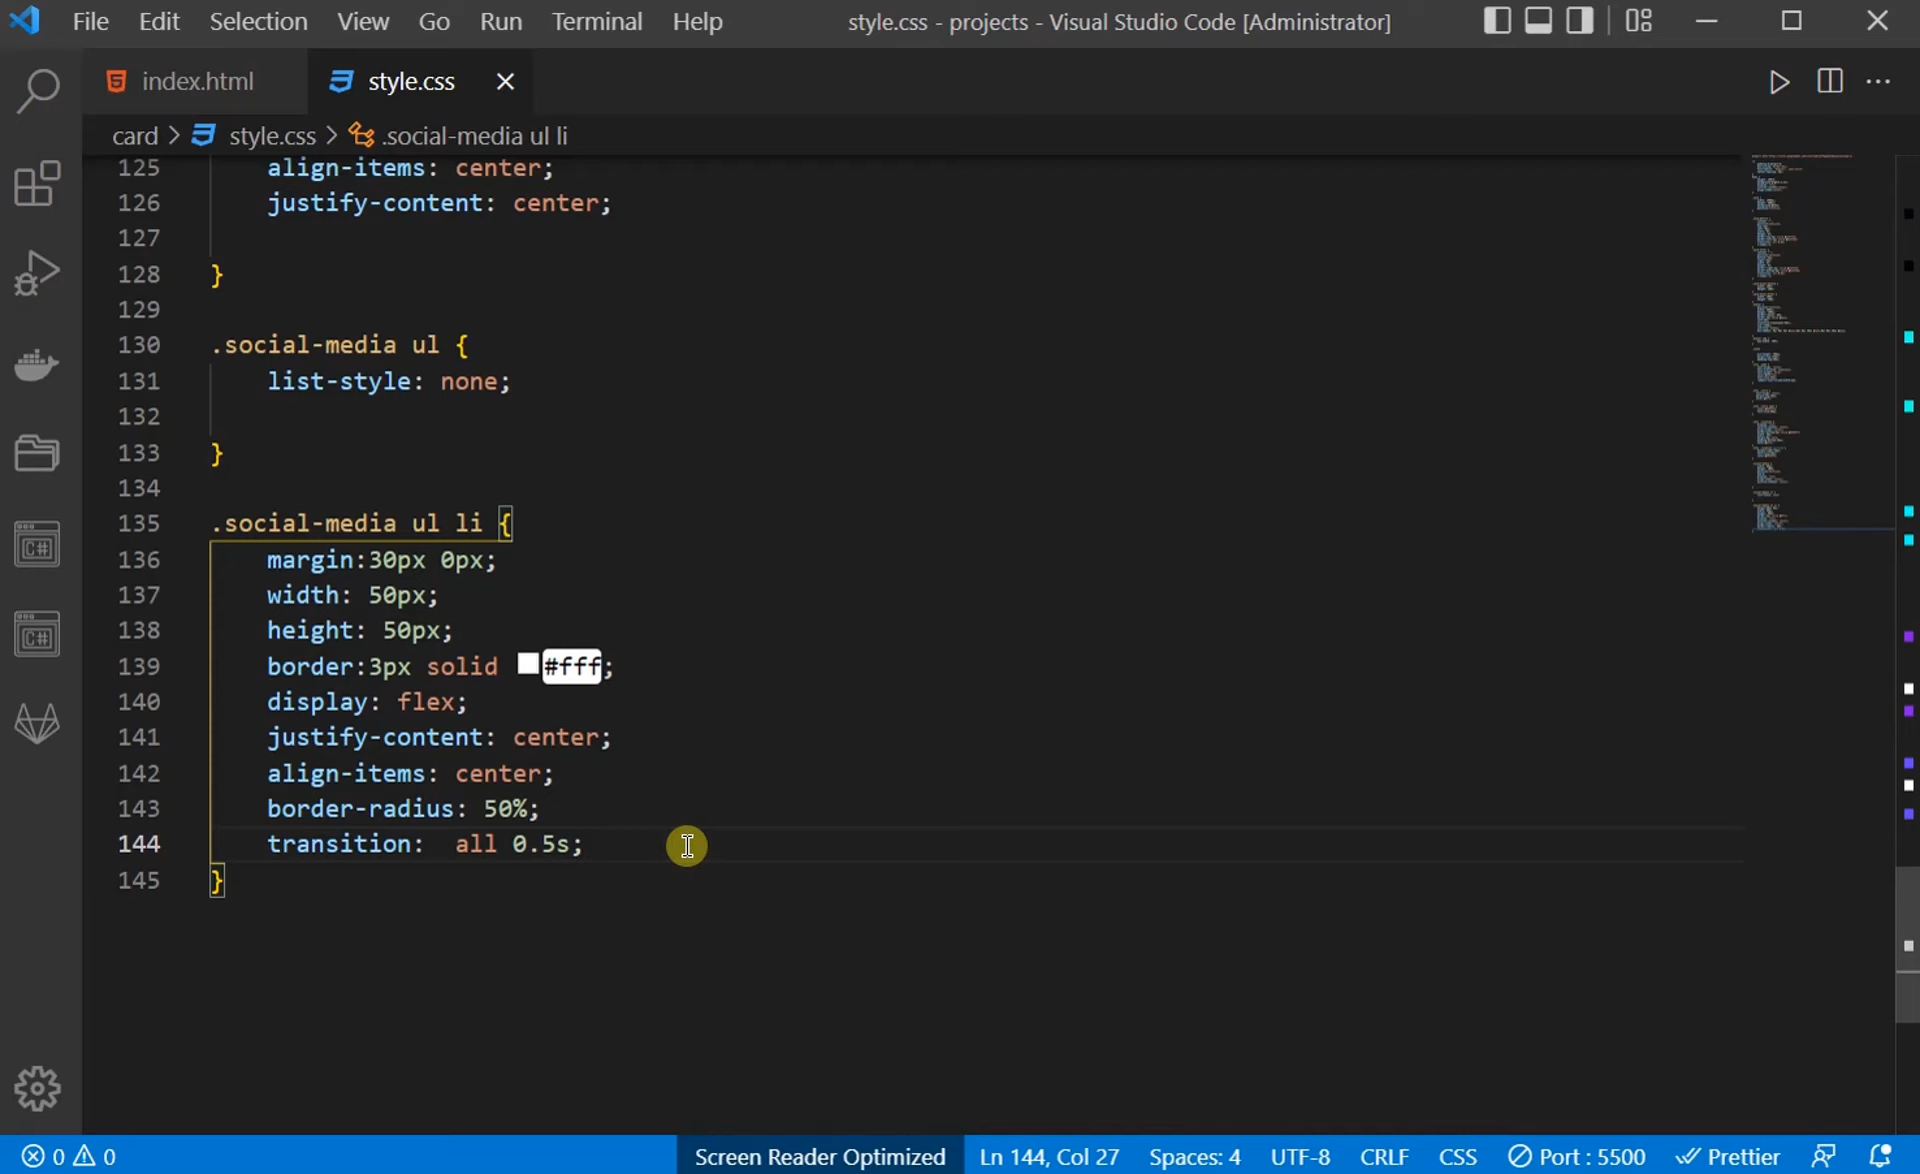 File Edit Selection View Go Run Terminal Help style.css - projects - Visual Studio Code [Administrator]
index.html style.css
card > style.css > .social-media ul li
125 align-items: center;
126 justify-content: center;
127
128 }
129
130 .social-media ul {
131 list-style: none;
132
133 }
134
135 .social-media ul li {
136 margin:30px 0px;
137 width: 50px;
138 height: 50px;
139 border:3px solid #fff;
140 display: flex;
141 justify-content: center;
142 align-items: center;
143 border-radius: 50%;
144 transition:  all 0.5s;
145 }
0 0 Screen Reader Optimized Ln 144, Col 27 Spaces: 4 UTF-8 CRLF CSS Port : 5500 Prettier